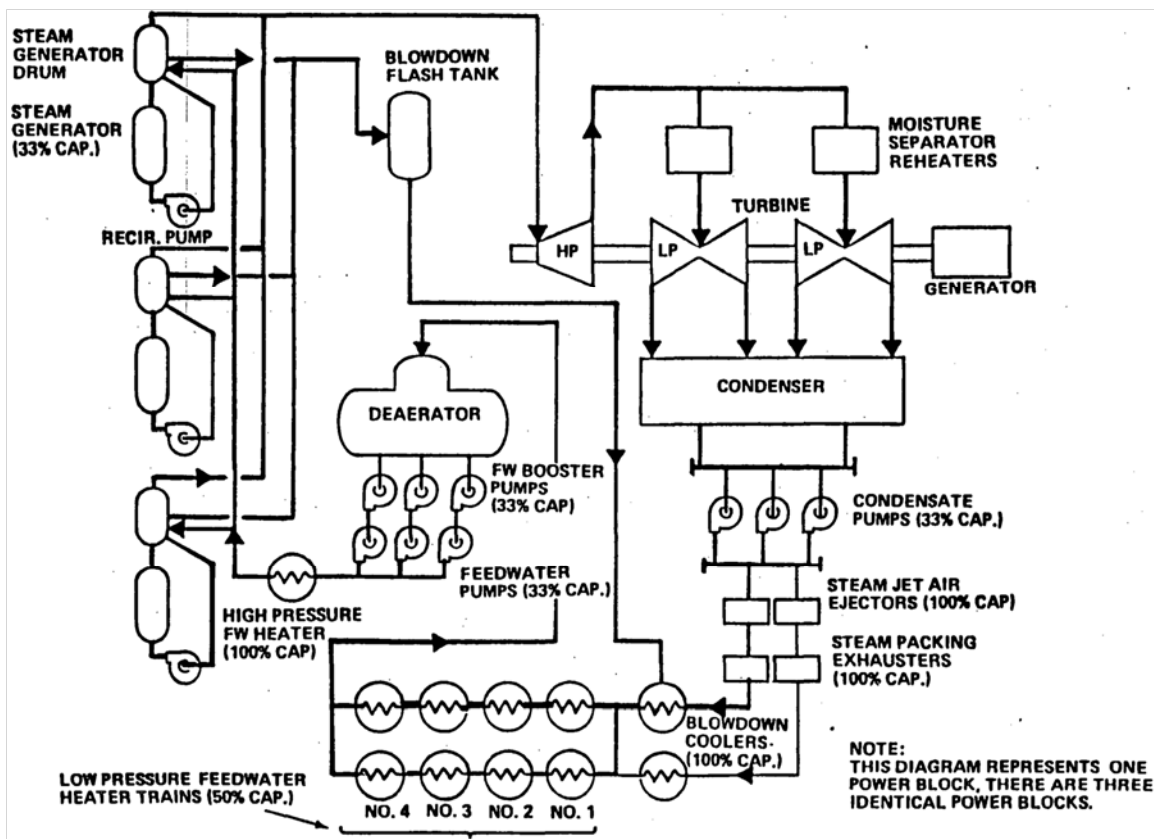 STEAM
GENERATOR
DRUM
STEAM
GENERATOR
(33% CAP.)
RECIR. PUMP
BLOWDOWN
FLASH TANK
MOISTURE
SEPARATOR
REHEATERS
TURBINE
HP
LP
LP
GENERATOR
CONDENSER
DEAERATOR
FW BOOSTER
PUMPS
(33% CAP)
CONDENSATE
PUMPS (33% CAP.)
FEEDWATER
PUMPS (33% CAP.)
HIGH PRESSURE
FW HEATER
(100% CAP)
STEAM JET AIR
EJECTORS (100% CAP)
STEAM PACKING
EXHAUSTERS
(100% CAP.)
BLOWDOWN
COOLERS-
(100% CAP.)
LOW PRESSURE FEEDWATER
HEATER TRAINS (50% CAP.)
NO. 4 NO. 3 NO. 2 NO. 1
NOTE:
THIS DIAGRAM REPRESENTS ONE
POWER BLOCK, THERE ARE THREE
IDENTICAL POWER BLOCKS.